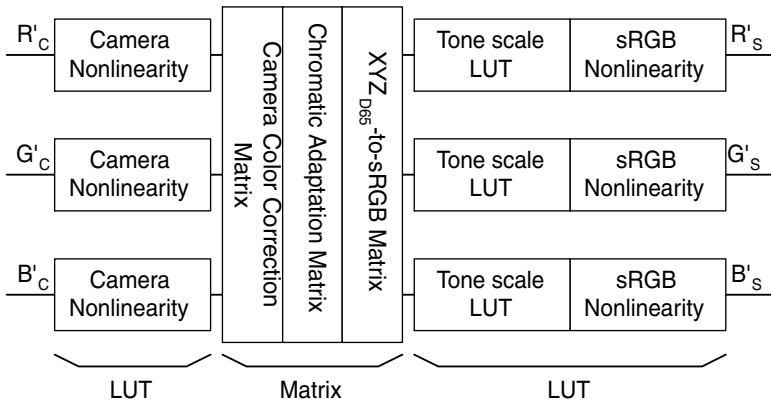 R'C
Camera
Nonlinearity
G'C
Camera
Nonlinearity
B'C
Camera
Nonlinearity
Camera Color Correction
Matrix
Chromatic Adaptation Matrix
XYZD65-to-sRGB Matrix
Tone scale
LUT
sRGB
Nonlinearity
R'S
Tone scale
LUT
sRGB
Nonlinearity
G'S
Tone scale
LUT
sRGB
Nonlinearity
B'S
LUT
Matrix
LUT